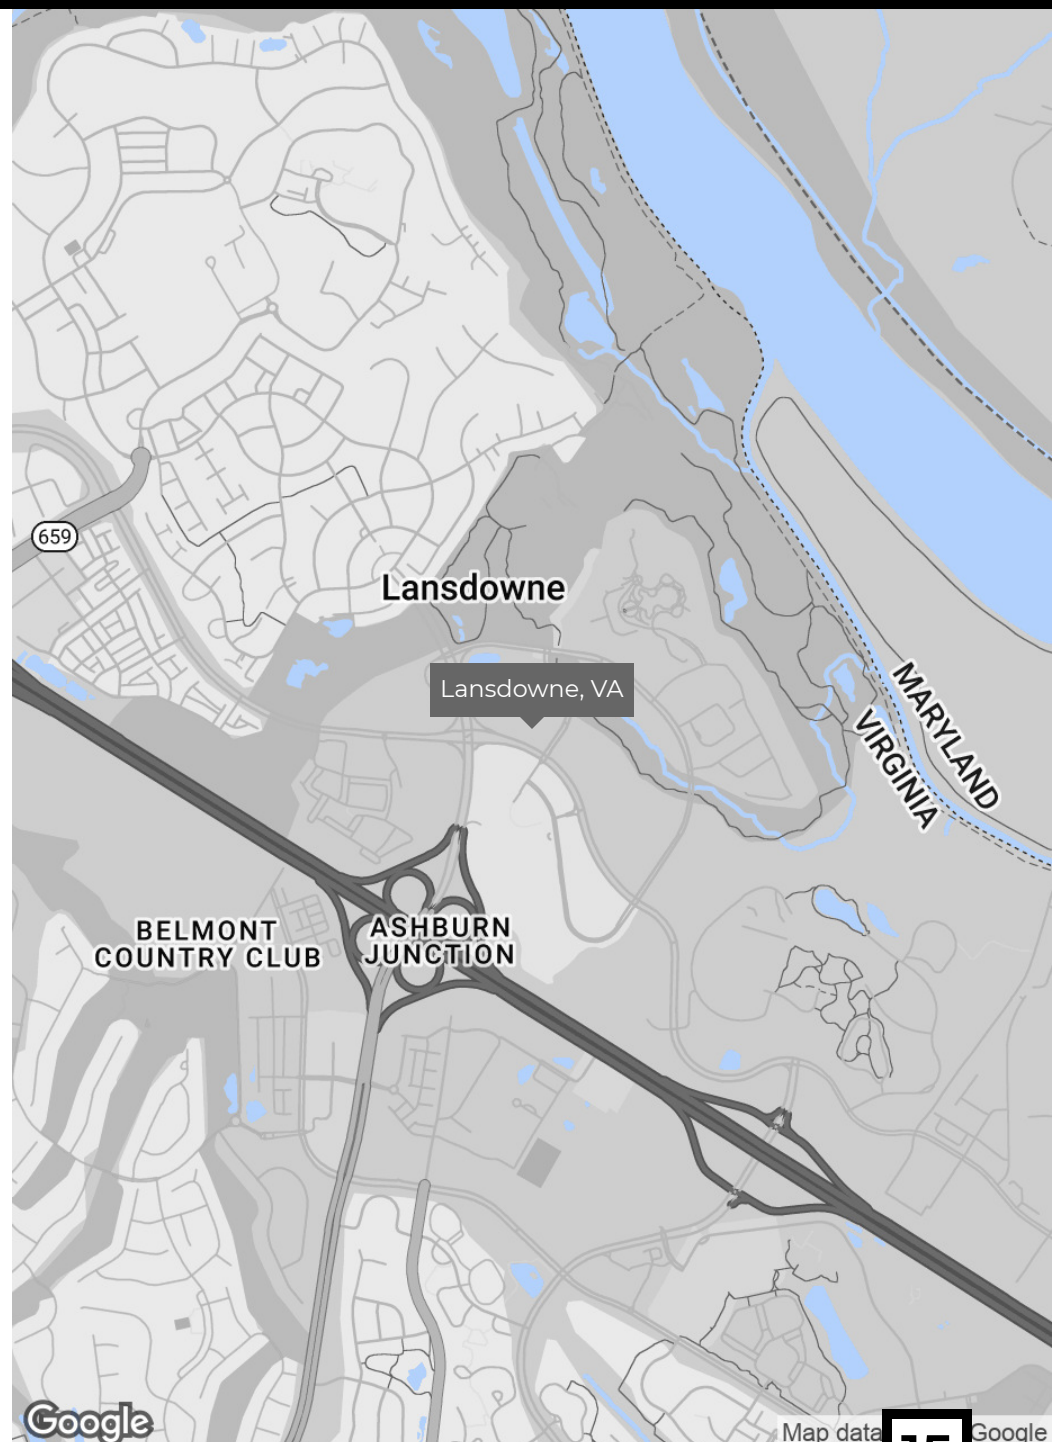 659
Lansdowne
Lansdowne, VA
MARYLAND
VIRGINIA
BELMONT
COUNTRY CLUB
ASHBURN
JUNCTION
Google
Map data
Google